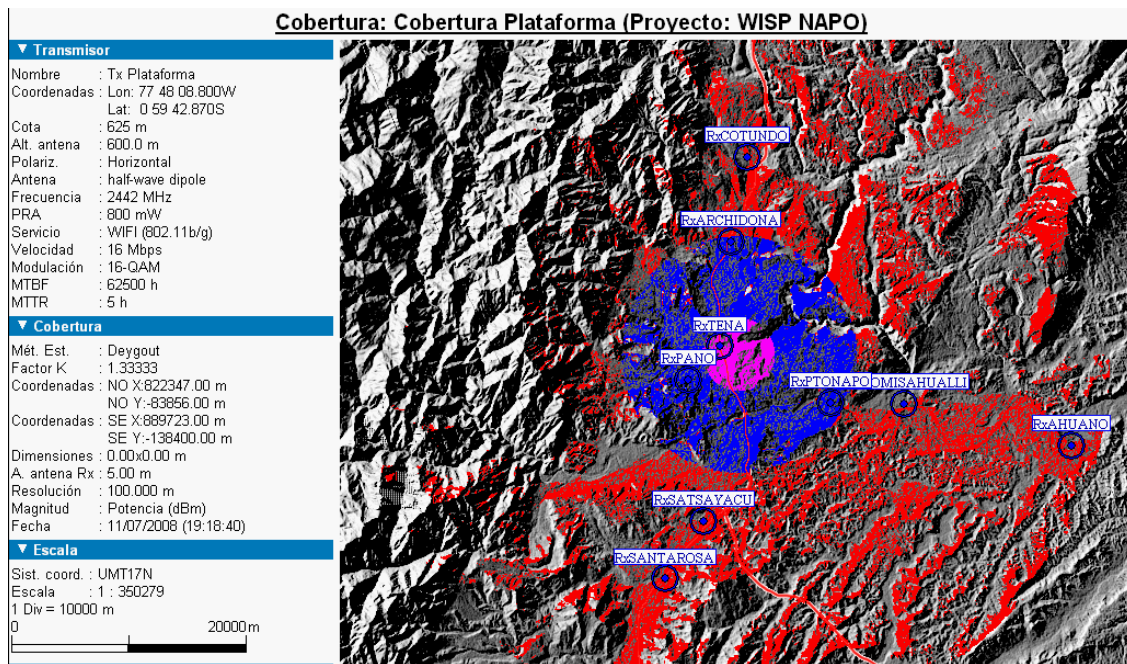 Cobertura: Cobertura Plataforma (Proyecto: WISP NAPO)
▼ Transmisor
Nombre : Tx Plataforma
Coordenadas : Lon: 77 48 08.800W
Lat: 0 59 42.870S
Cota : 625 m
Alt. antena : 600.0 m
Polariz. : Horizontal
Antena : half-wave dipole
Frecuencia : 2442 MHz
PRA : 800 mW
Servicio : WIFI (802.11b/g)
Velocidad : 16 Mbps
Modulación : 16-QAM
MTBF : 62500 h
MTTR : 5 h
▼ Cobertura
Mét. Est. : Deygout
Factor K : 1.33333
Coordenadas : NO X:822347.00 m
NO Y:-83856.00 m
Coordenadas : SE X:889723.00 m
SE Y:-138400.00 m
Dimensiones : 0.00x0.00 m
A. antena Rx : 5.00 m
Resolución : 100.000 m
Magnitud : Potencia (dBm)
Fecha : 11/07/2008 (19:18:40)
▼ Escala
Sist. coord. : UMT17N
Escala : 1 : 350279
1 Div = 10000 m
0 20000 m
RxCOTUNDO
RxARCHIDONA
RxTENA
RxPANO
RxPTONAPO
OMISAHUALLI
RxAHUANO
RxSATSAYACU
RxSANTAROSA